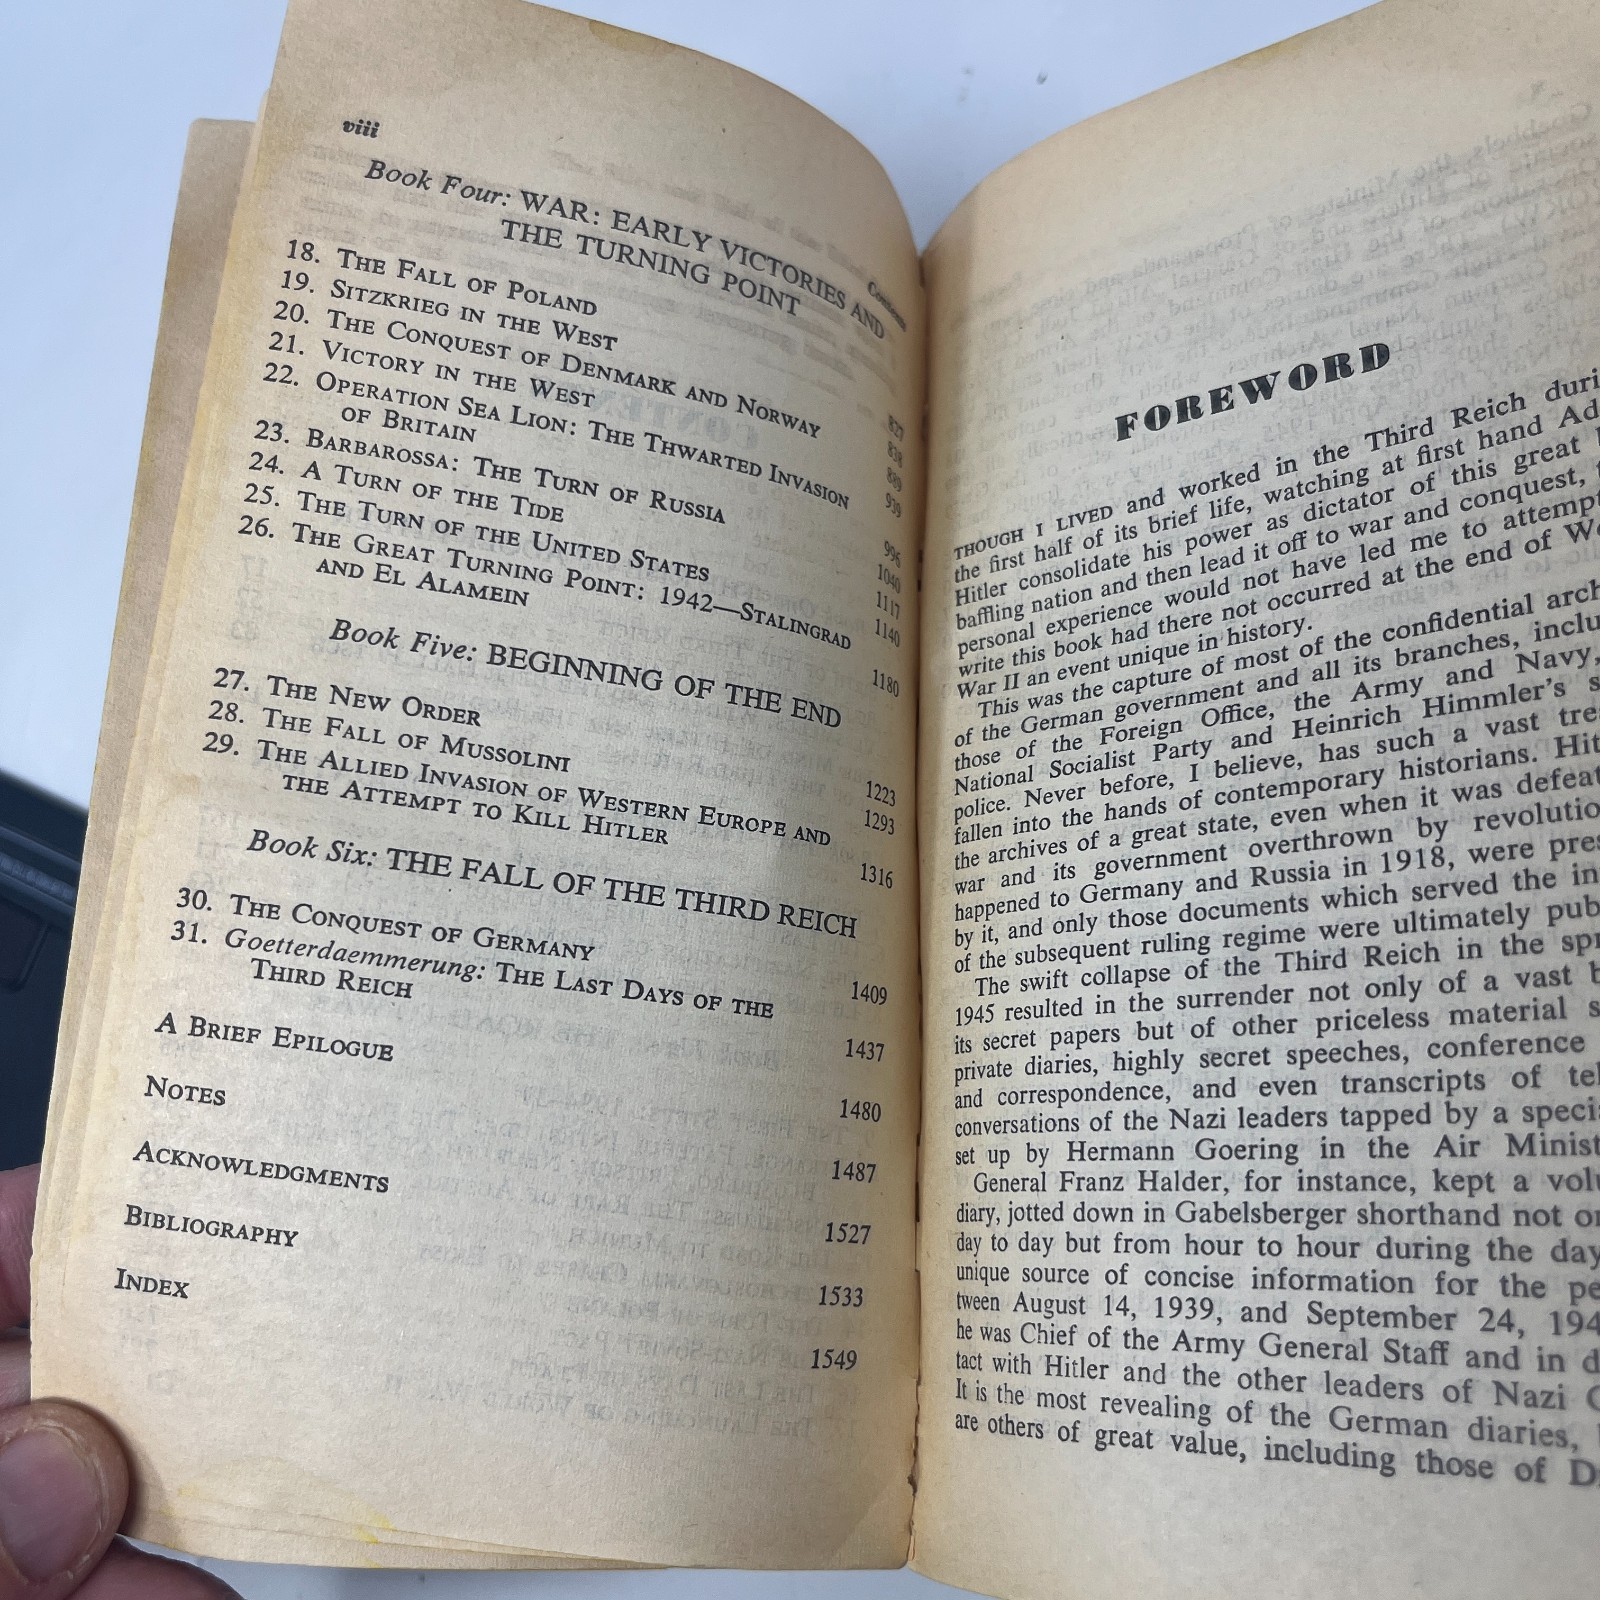 viii
Contents
Book Four: WAR: EARLY VICTORIES AND
THE TURNING POINT
18. THE FALL OF POLAND 827
19. SITZKRIEG IN THE WEST 838
20. THE CONQUEST OF DENMARK AND NORWAY 889
21. VICTORY IN THE WEST 939
22. OPERATION SEA LION: THE THWARTED INVASION
OF BRITAIN 996
23. BARBAROSSA: THE TURN OF RUSSIA 1040
24. A TURN OF THE TIDE 1117
25. THE TURN OF THE UNITED STATES 1140
26. THE GREAT TURNING POINT: 1942—STALINGRAD
AND EL ALAMEIN 1180
Book Five: BEGINNING OF THE END
27. THE NEW ORDER 1223
28. THE FALL OF MUSSOLINI 1293
29. THE ALLIED INVASION OF WESTERN EUROPE AND
THE ATTEMPT TO KILL HITLER 1316
Book Six: THE FALL OF THE THIRD REICH
30. THE CONQUEST OF GERMANY 1409
31. Goetterdaemmerung: THE LAST DAYS OF THE
THIRD REICH 1437
A BRIEF EPILOGUE 1480
NOTES 1487
ACKNOWLEDGMENTS 1527
BIBLIOGRAPHY 1533
INDEX 1549
FOREWORD
THOUGH I LIVED and worked in the Third Reich duri
the first half of its brief life, watching at first hand Ad
Hitler consolidate his power as dictator of this great
baffling nation and then lead it off to war and conquest,
personal experience would not have led me to attempt
write this book had there not occurred at the end of Wo
War II an event unique in history.
This was the capture of most of the confidential arch
of the German government and all its branches, inclu
those of the Foreign Office, the Army and Navy,
National Socialist Party and Heinrich Himmler's s
police. Never before, I believe, has such a vast trea
fallen into the hands of contemporary historians. Hit
the archives of a great state, even when it was defeat
war and its government overthrown by revolutio
happened to Germany and Russia in 1918, were pres
by it, and only those documents which served the in
of the subsequent ruling regime were ultimately pub
The swift collapse of the Third Reich in the spr
1945 resulted in the surrender not only of a vast b
its secret papers but of other priceless material s
private diaries, highly secret speeches, conference
and correspondence, and even transcripts of tel
conversations of the Nazi leaders tapped by a speci
set up by Hermann Goering in the Air Minist
General Franz Halder, for instance, kept a volu
diary, jotted down in Gabelsberger shorthand not on
day to day but from hour to hour during the day
unique source of concise information for the pe
tween August 14, 1939, and September 24, 194
he was Chief of the Army General Staff and in d
tact with Hitler and the other leaders of Nazi G
It is the most revealing of the German diaries,
are others of great value, including those of D